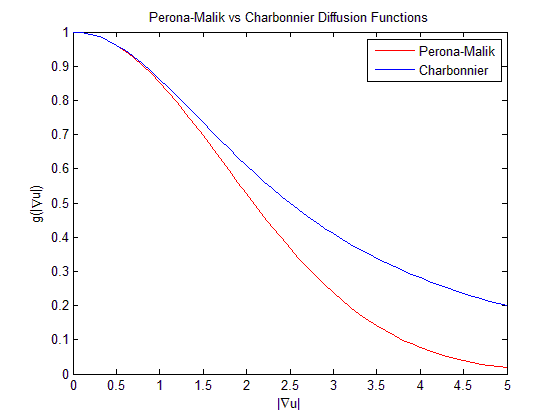 Perona-Malik vs Charbonnier Diffusion Functions
Perona-Malik
Charbonnier
g(|∇u|)
1
0.9
0.8
0.7
0.6
0.5
0.4
0.3
0.2
0.1
0
0 0.5 1 1.5 2 2.5 3 3.5 4 4.5 5
|∇u|